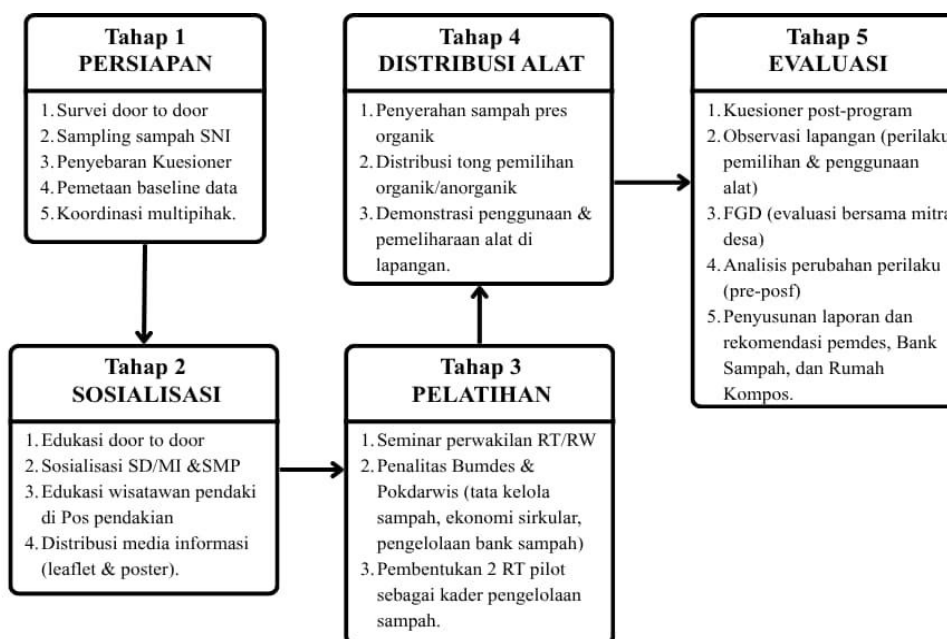 Tahap 1
PERSIAPAN
1. Survei door to door
2. Sampling sampah SNI
3. Penyebaran Kuesioner
4. Pemetaan baseline data
5. Koordinasi multipihak.
Tahap 2
SOSIALISASI
1. Edukasi door to door
2. Sosialisasi SD/MI &SMP
3. Edukasi wisatawan pendaki
di Pos pendakian
4. Distribusi media informasi
(leaflet & poster).
Tahap 3
PELATIHAN
1. Seminar perwakilan RT/RW
2. Penalitas Bumdes &
Pokdarwis (tata kelola
sampah, ekonomi sirkular,
pengelolaan bank sampah)
3. Pembentukan 2 RT pilot
sebagai kader pengelolaan
sampah.
Tahap 4
DISTRIBUSI ALAT
1. Penyerahan sampah pres
organik
2. Distribusi tong pemilihan
organik/anorganik
3. Demonstrasi penggunaan &
pemeliharaan alat di
lapangan.
Tahap 5
EVALUASI
1. Kuesioner post-program
2. Observasi lapangan (perilaku
pemilihan & penggunaan
alat)
3. FGD (evaluasi bersama mitra
desa)
4. Analisis perubahan perilaku
(pre-posf)
5. Penyusunan laporan dan
rekomendasi pemdes, Bank
Sampah, dan Rumah
Kompos.